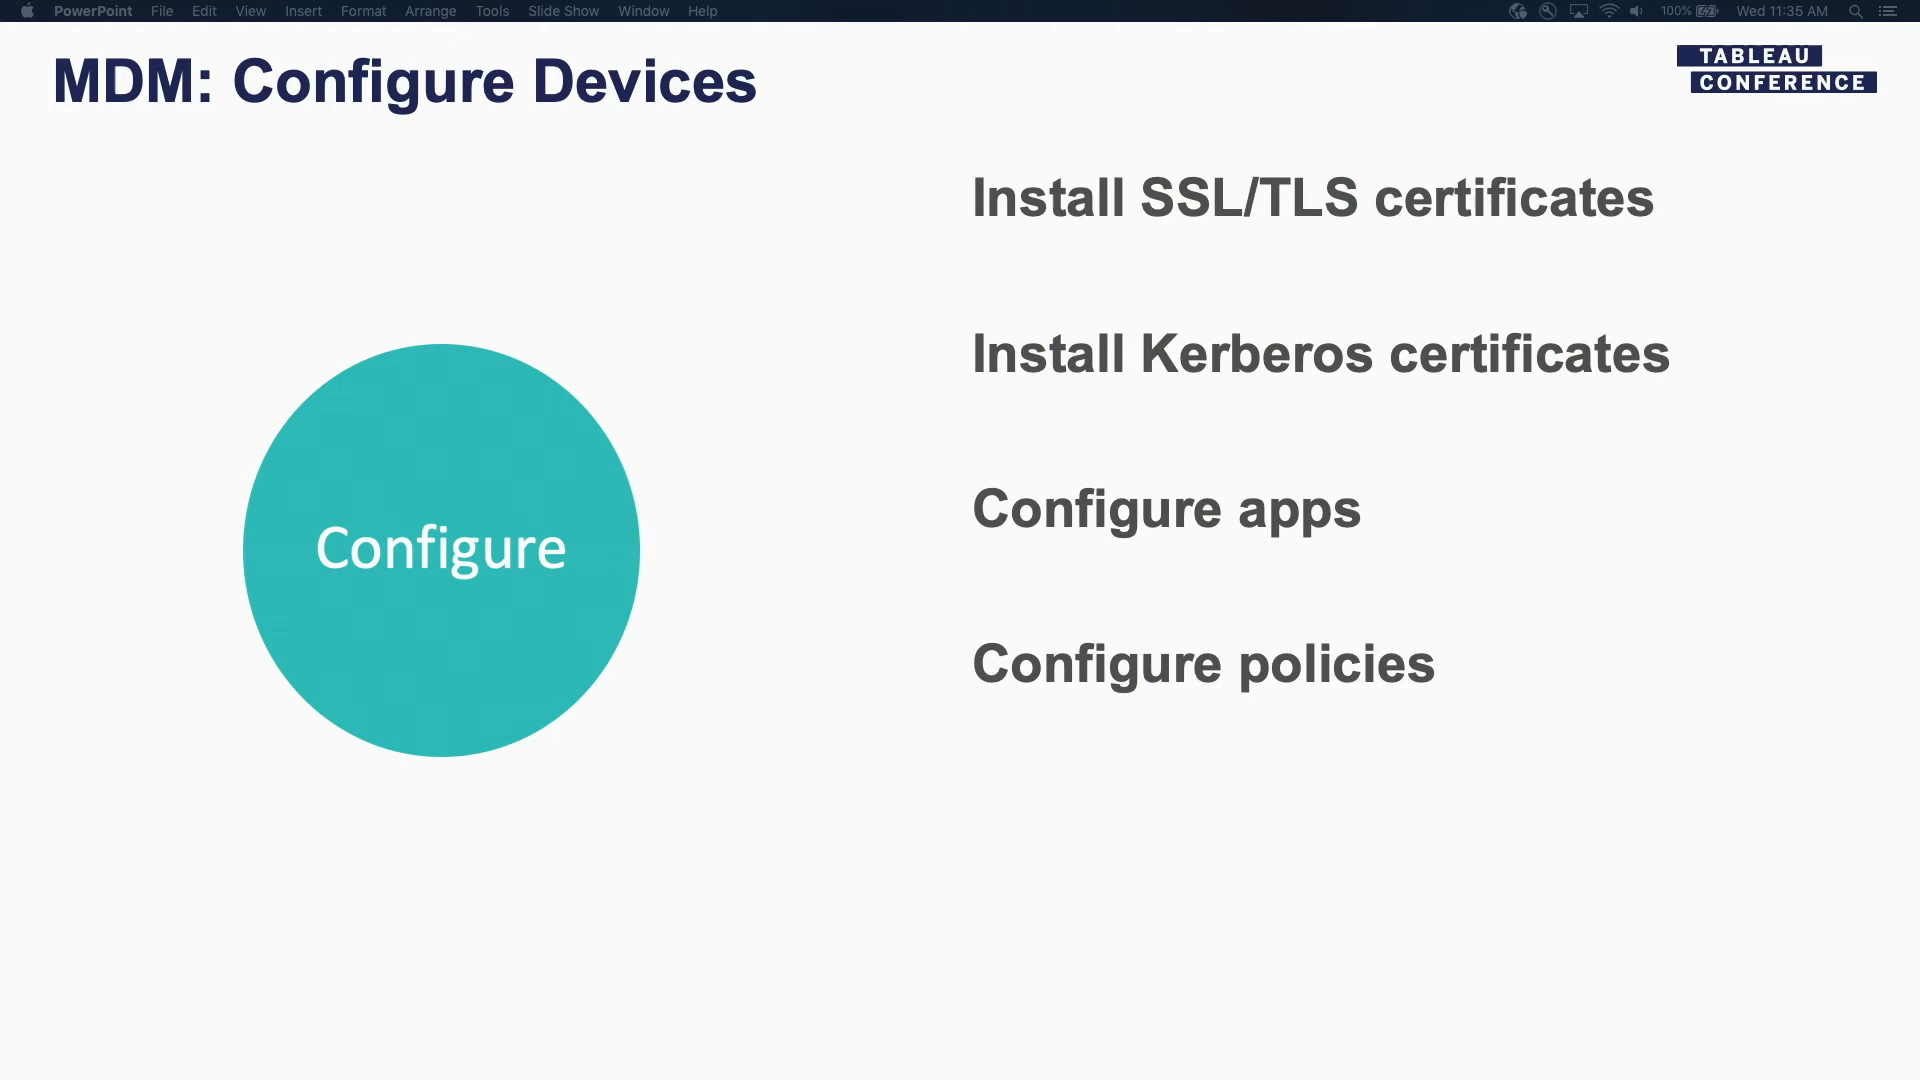 PowerPoint File Edit View Insert Format Arrange Tools Slide Show Window Help 100% Wed 11:35 AM
MDM: Configure Devices
TABLEAU
CONFERENCE
Install SSL/TLS certificates
Install Kerberos certificates
Configure apps
Configure
Configure policies